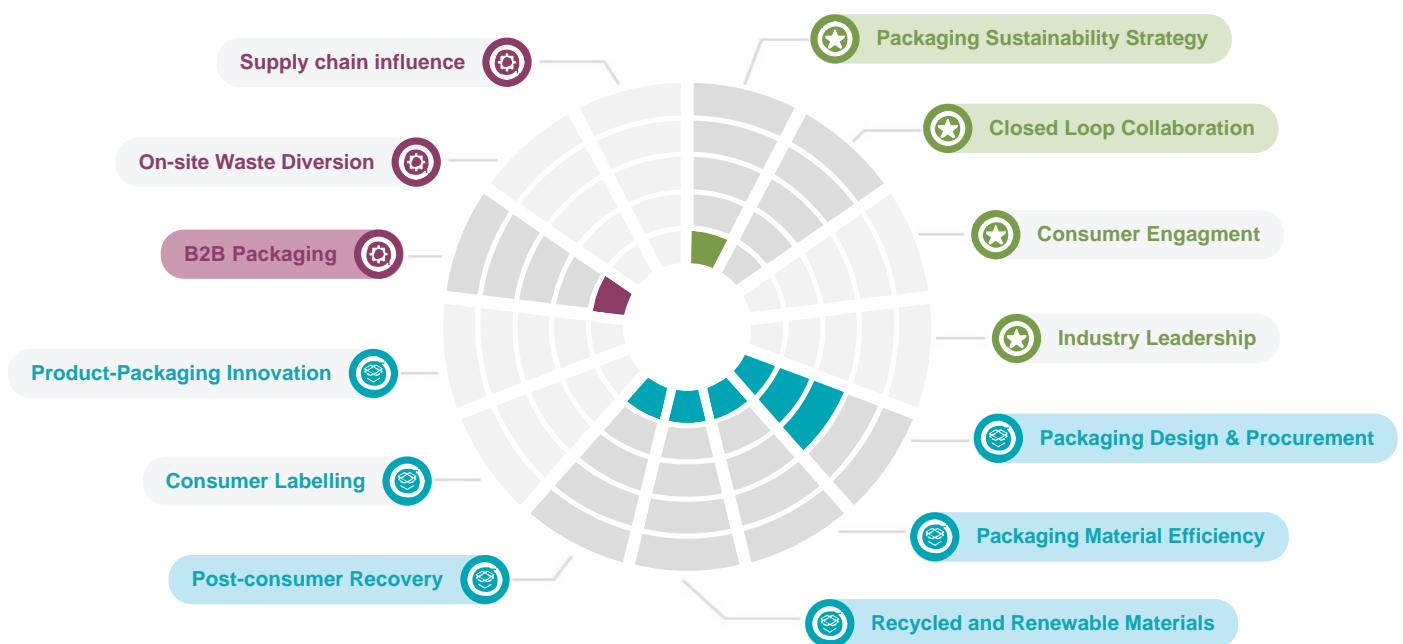 Packaging Sustainability Strategy
Supply chain influence
Closed Loop Collaboration
On-site Waste Diversion
Consumer Engagment
B2B Packaging
Industry Leadership
Product-Packaging Innovation
Packaging Design & Procurement
Consumer Labelling
Packaging Material Efficiency
Post-consumer Recovery
Recycled and Renewable Materials